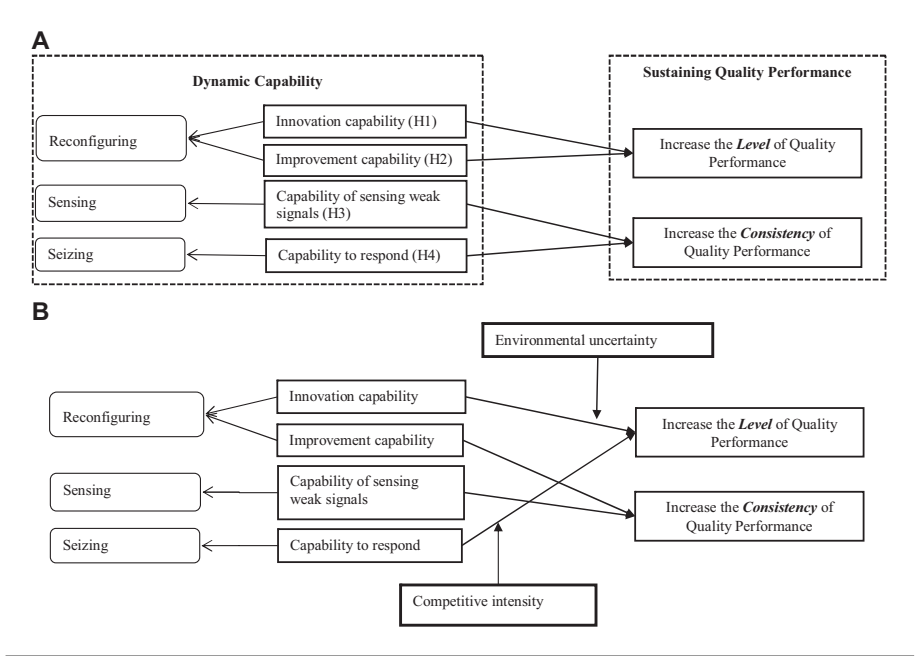 A
Dynamic Capability
Sustaining Quality Performance
Reconfiguring
Innovation capability (H1)
Improvement capability (H2)
Increase the Level of Quality
Performance
Sensing
Capability of sensing weak
signals (H3)
Seizing
Capability to respond (H4)
Increase the Consistency of
Quality Performance
B
Environmental uncertainty
Reconfiguring
Innovation capability
Improvement capability
Increase the Level of Quality
Performance
Sensing
Capability of sensing
weak signals
Increase the Consistency of
Quality Performance
Seizing
Capability to respond
Competitive intensity